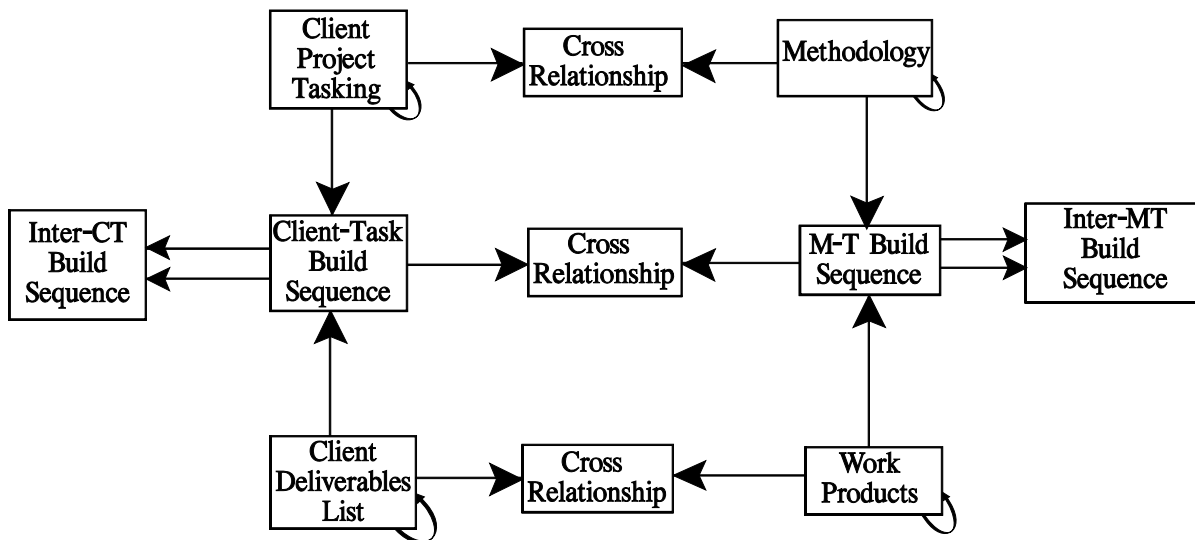 Client
Project
Tasking
Cross
Relationship
Methodology
Inter-CT
Build
Sequence
Client-Task
Build
Sequence
Cross
Relationship
M-T Build
Sequence
Inter-MT
Build
Sequence
Client
Deliverables
List
Cross
Relationship
Work
Products